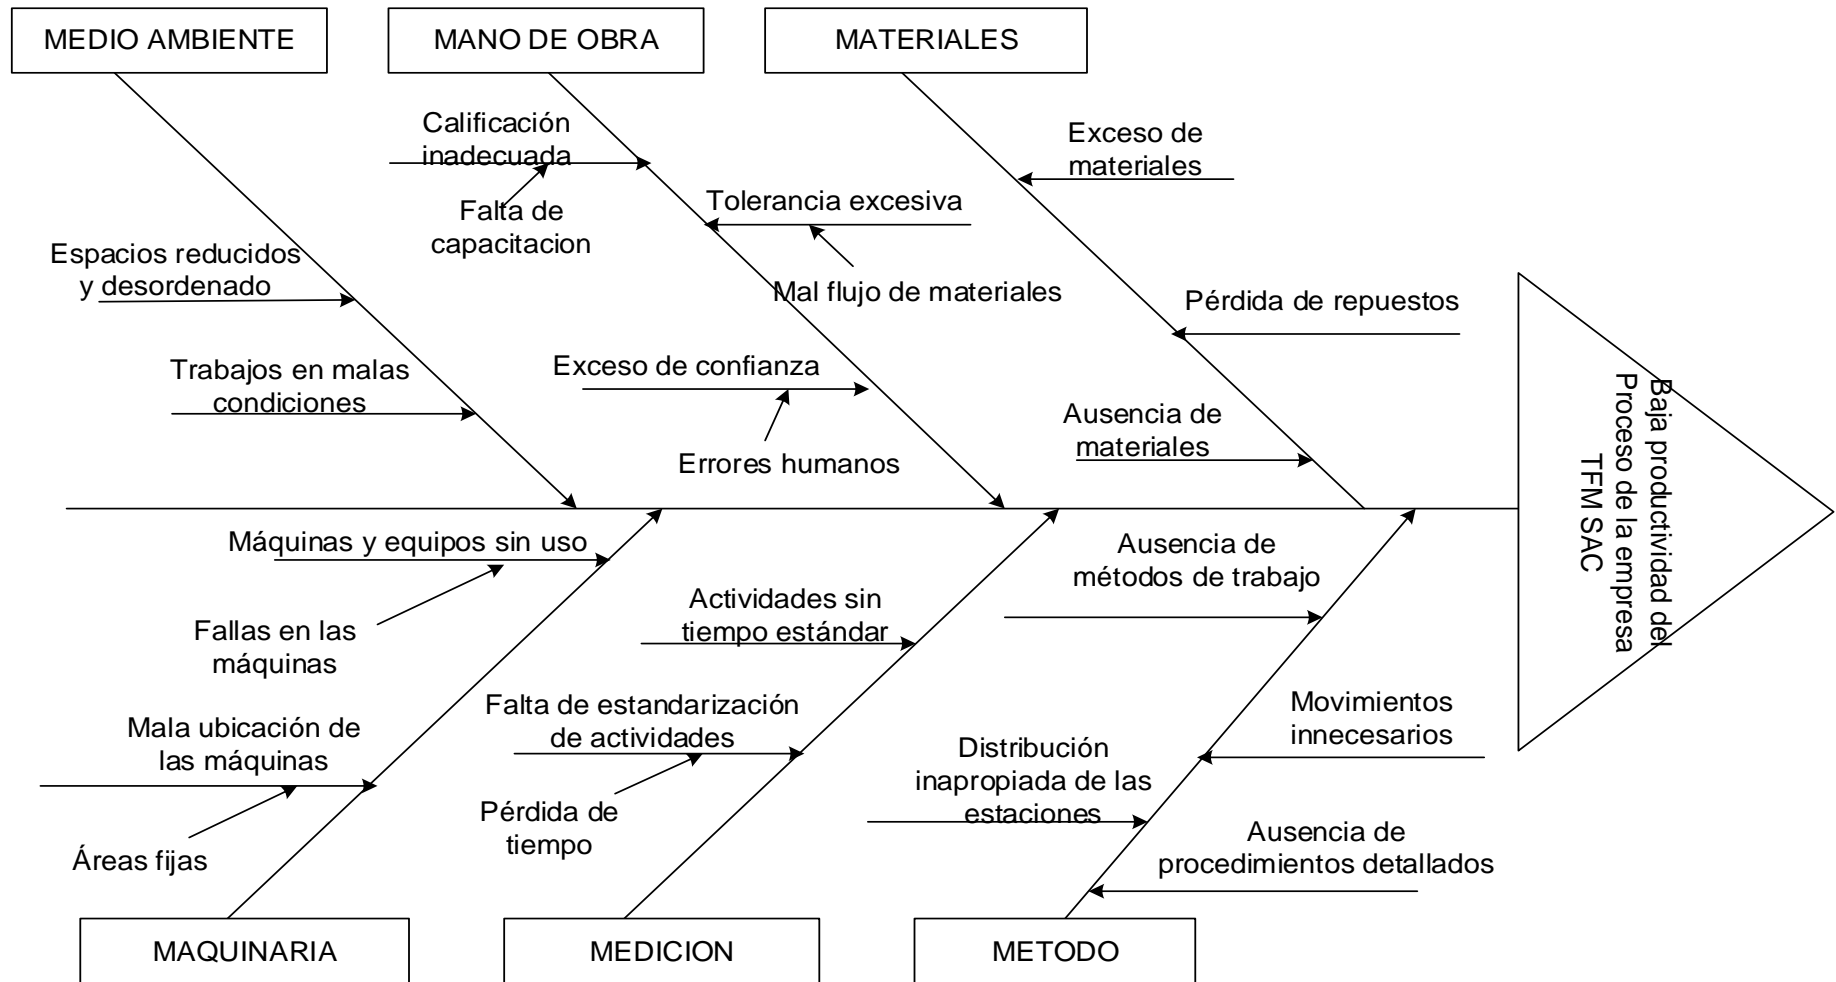 MEDIO AMBIENTE
MANO DE OBRA
MATERIALES
Calificación
inadecuada
Falta de
capacitacion
Tolerancia excesiva
Mal flujo de materiales
Exceso de
materiales
Espacios reducidos
y desordenado
Trabajos en malas
condiciones
Exceso de confianza
Errores humanos
Pérdida de repuestos
Ausencia de
materiales
Baja productividad del
Proceso de la empresa
TFM SAC
Máquinas y equipos sin uso
Fallas en las
máquinas
Mala ubicación de
las máquinas
Áreas fijas
Actividades sin
tiempo estándar
Falta de estandarización
de actividades
Pérdida de
tiempo
Ausencia de
métodos de trabajo
Movimientos
innecesarios
Distribución
inapropiada de las
estaciones
Ausencia de
procedimientos detallados
MAQUINARIA
MEDICION
METODO